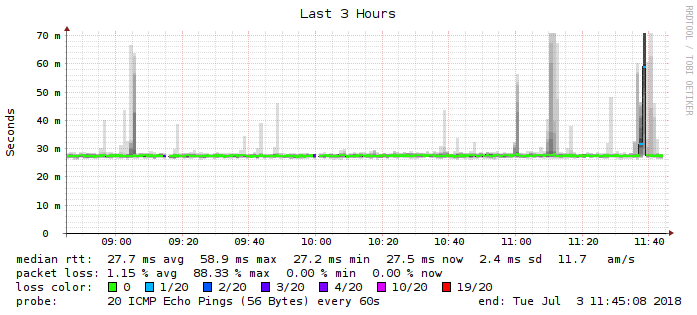 Last 3 Hours
RRDTOOL / TOBI OETIKER
Seconds
70 m
60 m
50 m
40 m
30 m
20 m
10 m
0
09:00 09:20 09:40 10:00 10:20 10:40 11:00 11:20 11:40
median rtt: 27.7 ms avg 58.9 ms max 27.2 ms min 27.5 ms now 2.4 ms sd 11.7 am/s
packet loss: 1.15 % avg 88.33 % max 0.00 % min 0.00 % now
loss color: 0 1/20 2/20 3/20 4/20 10/20 19/20
probe: 20 ICMP Echo Pings (56 Bytes) every 60s end: Tue Jul 3 11:45:08 2018